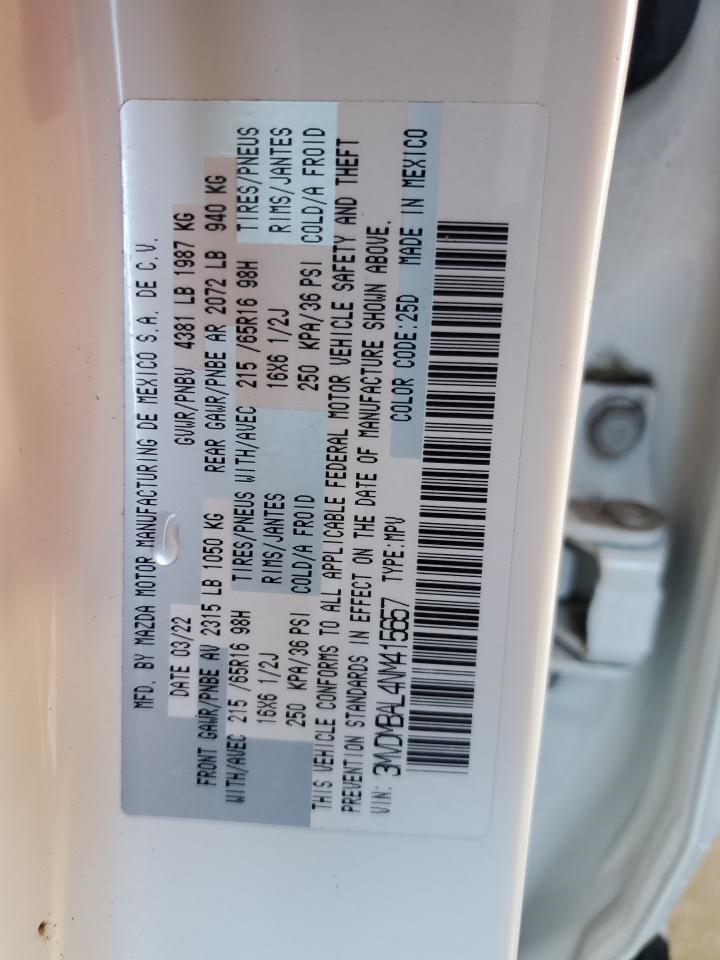 MFD. BY MAZDA MOTOR MANUFACTURING DE MEXICO S.A. DE C.V.
DATE 03/22 GVWR/PNBV 4381 LB 1987 KG
FRONT GAWR/PNBE AV 2315 LB 1050 KG REAR GAWR/PNBE AR 2072 LB 940 KG
WITH/AVEC 215 /65R16 98H TIRES/PNEUS WITH/AVEC 215 /65R16 98H TIRES/PNEUS
16X6 1/2J RIMS/JANTES 16X6 1/2J RIMS/JANTES
250 KPA/36 PSI COLD/A FROID 250 KPA/36 PSI COLD/A FROID
THIS VEHICLE CONFORMS TO ALL APPLICABLE FEDERAL MOTOR VEHICLE SAFETY AND THEFT
PREVENTION STANDARDS IN EFFECT ON THE DATE OF MANUFACTURE SHOWN ABOVE.
VIN: 3MVDMBAL4NM415657 TYPE:MPV COLOR CODE:25D MADE IN MEXICO